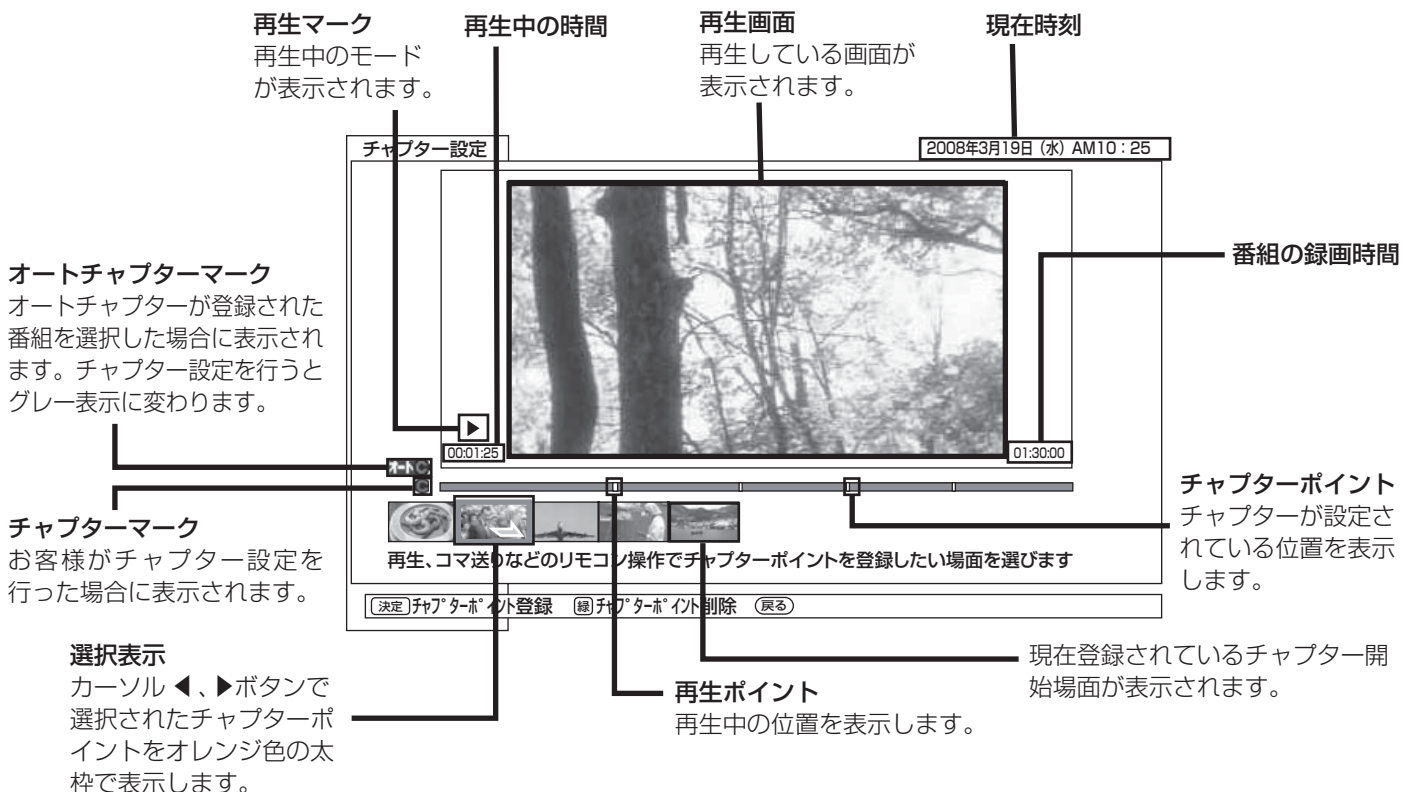 再生マーク
再生中のモード
が表示されます。
再生中の時間
再生画面
再生している画面が
表示されます。
現在時刻
チャプター設定
2008年3月19日(水)AM10:25
番組の録画時間
オートチャプターマーク
オートチャプターが登録された
番組を選択した場合に表示され
ます。チャプター設定を行うと
グレー表示に変わります。
00:01:25
01:30:00
オートC
C
チャプターポイント
チャプターが設定さ
れている位置を表示
します。
チャプターマーク
お客様がチャプター設定を
行った場合に表示されます。
再生、コマ送りなどのリモコン操作でチャプターポイントを登録したい場面を選びます
決定 チャプターポイント登録 緑 チャプターポイント削除 戻る
選択表示
カーソル ◀、▶ボタンで
選択されたチャプターポ
イントをオレンジ色の太
枠で表示します。
再生ポイント
再生中の位置を表示します。
現在登録されているチャプター開
始場面が表示されます。